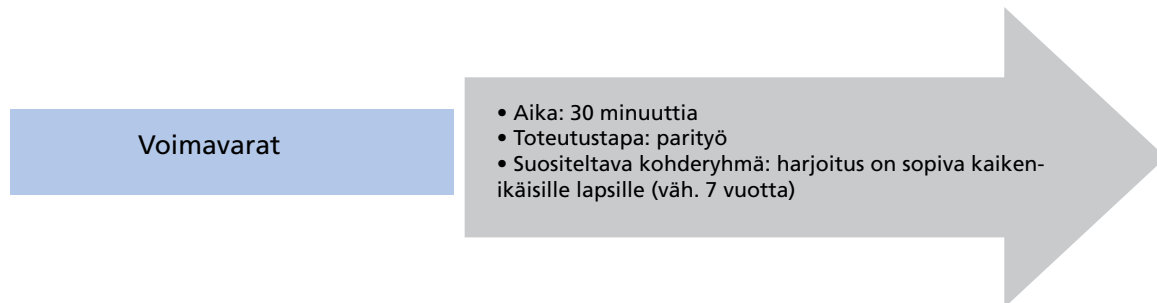 Voimavarat
• Aika: 30 minuuttia
• Toteutustapa: parityö
• Suositeltava kohderyhmä: harjoitus on sopiva kaiken-
ikäisille lapsille (väh. 7 vuotta)